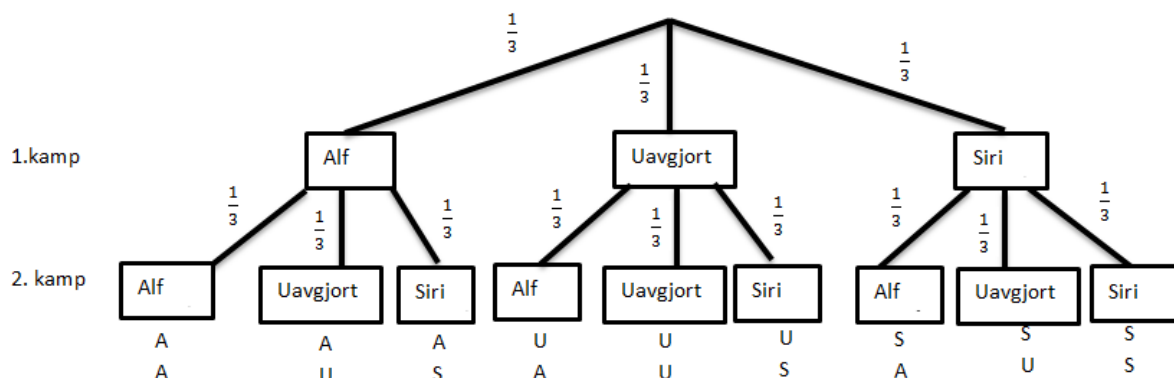 1/3
1/3 1/3
1.kamp Alf Uavgjort Siri
1/3 1/3 1/3 1/3 1/3 1/3 1/3 1/3 1/3
2. kamp Alf Uavgjort Siri Alf Uavgjort Siri Alf Uavgjort Siri
A A A U U U S S S
A U S A U S A U S